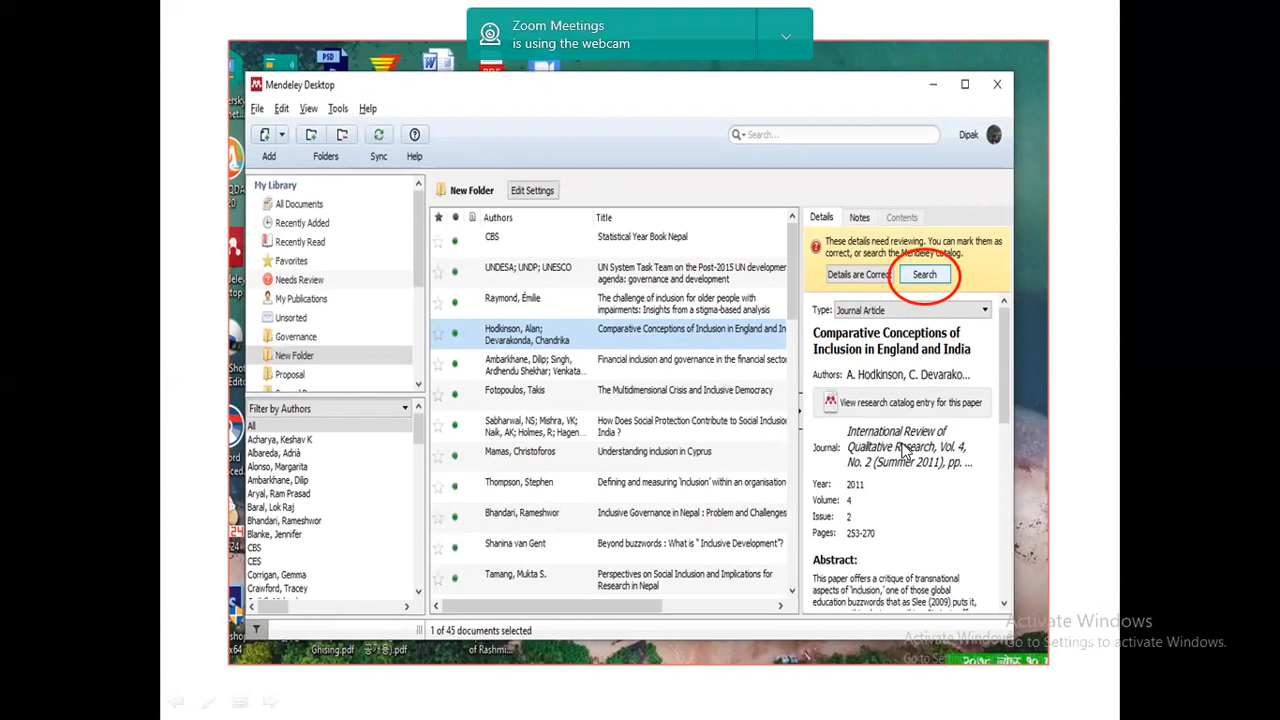 Zoom Meetings
is using the webcam
PSD
Mendeley Desktop
File Edit View Tools Help
Search...
Dipak
Add Folders Sync Help
My Library
All Documents
Recently Added
Recently Read
Favorites
Needs Review
My Publications
Unsorted
Governance
New Folder
Proposal
Filter by Authors
All
Acharya, Keshav K
Albareda, Adrià
Alonso, Margarita
Ambarkhane, Dilip
Aryal, Ram Prasad
Baral, Lok Raj
Bhandari, Rameshwor
Blanke, Jennifer
CBS
CES
Corrigan, Gemma
Crawford, Tracey
New Folder Edit Settings
Authors Title
CBS Statistical Year Book Nepal
UNDESA; UNDP; UNESCO UN System Task Team on the Post-2015 UN developmen
agenda: governance and development
Raymond, Émilie The challenge of inclusion for older people with
impairments: Insights from a stigma-based analysis
Hodkinson, Alan; Comparative Conceptions of Inclusion in England and In
Devarakonda, Chandrika
Ambarkhane, Dilip; Singh, Financial inclusion and governance in the financial sector
Ardhendu Shekhar; Venkata...
Fotopoulos, Takis The Multidimensional Crisis and Inclusive Democracy
Sabharwal, NS; Mishra, VK; How Does Social Protection Contribute to Social Inclusion
Naik, AK; Holmes, R; Hagen... India ?
Mamas, Christoforos Understanding inclusion in Cyprus
Thompson, Stephen Defining and measuring 'inclusion' within an organisation
Bhandari, Rameshwor Inclusive Governance in Nepal : Problem and Challenges
Shanina van Gent Beyond buzzwords : What is “ Inclusive Development”?
Tamang, Mukta S. Perspectives on Social Inclusion and Implications for
Research in Nepal
1 of 45 documents selected
Details Notes Contents
These details need reviewing. You can mark them as
correct, or search the Mendeley catalog.
Details are Correct Search
Type: Journal Article
Comparative Conceptions of
Inclusion in England and India
Authors: A. Hodkinson, C. Devarako...
View research catalog entry for this paper
International Review of
Journal: Qualitative Research, Vol. 4,
No. 2 (Summer 2011), pp. ...
Year: 2011
Volume: 4
Issue: 2
Pages: 253-270
Abstract:
This paper offers a critique of transnational
aspects of 'inclusion,' one of those global
education buzzwords that as Slee (2009) puts it,
Activate Windows
Go to Settings to activate Windows.
Ghising.pdf
of Rashmi...